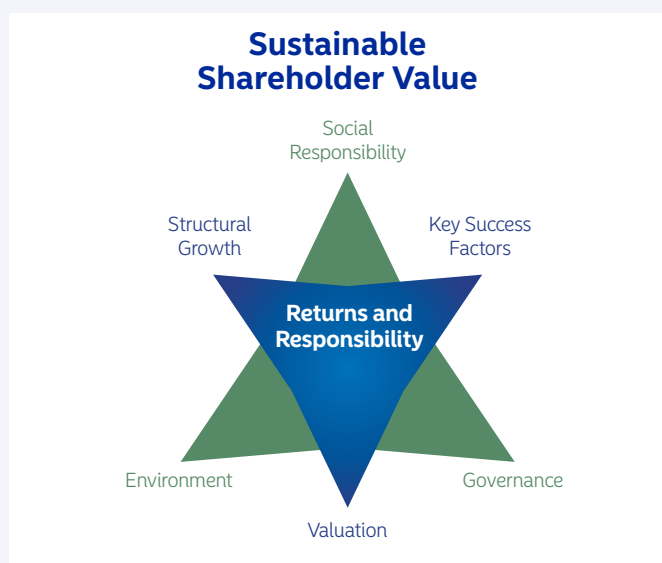 Sustainable
Shareholder Value
Social
Responsibility
Structural
Growth
Key Success
Factors
Returns and
Responsibility
Environment
Governance
Valuation